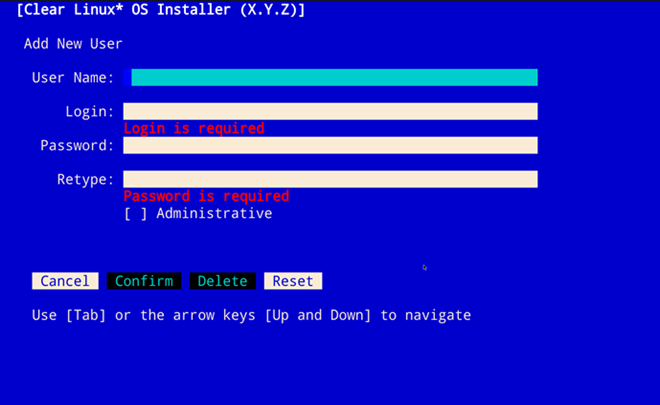 [Clear Linux* OS Installer (X.Y.Z)]
Add New User
User Name:
Login:
Login is required
Password:
Retype:
Password is required
[ ] Administrative
Cancel Confirm Delete Reset
Use [Tab] or the arrow keys [Up and Down] to navigate